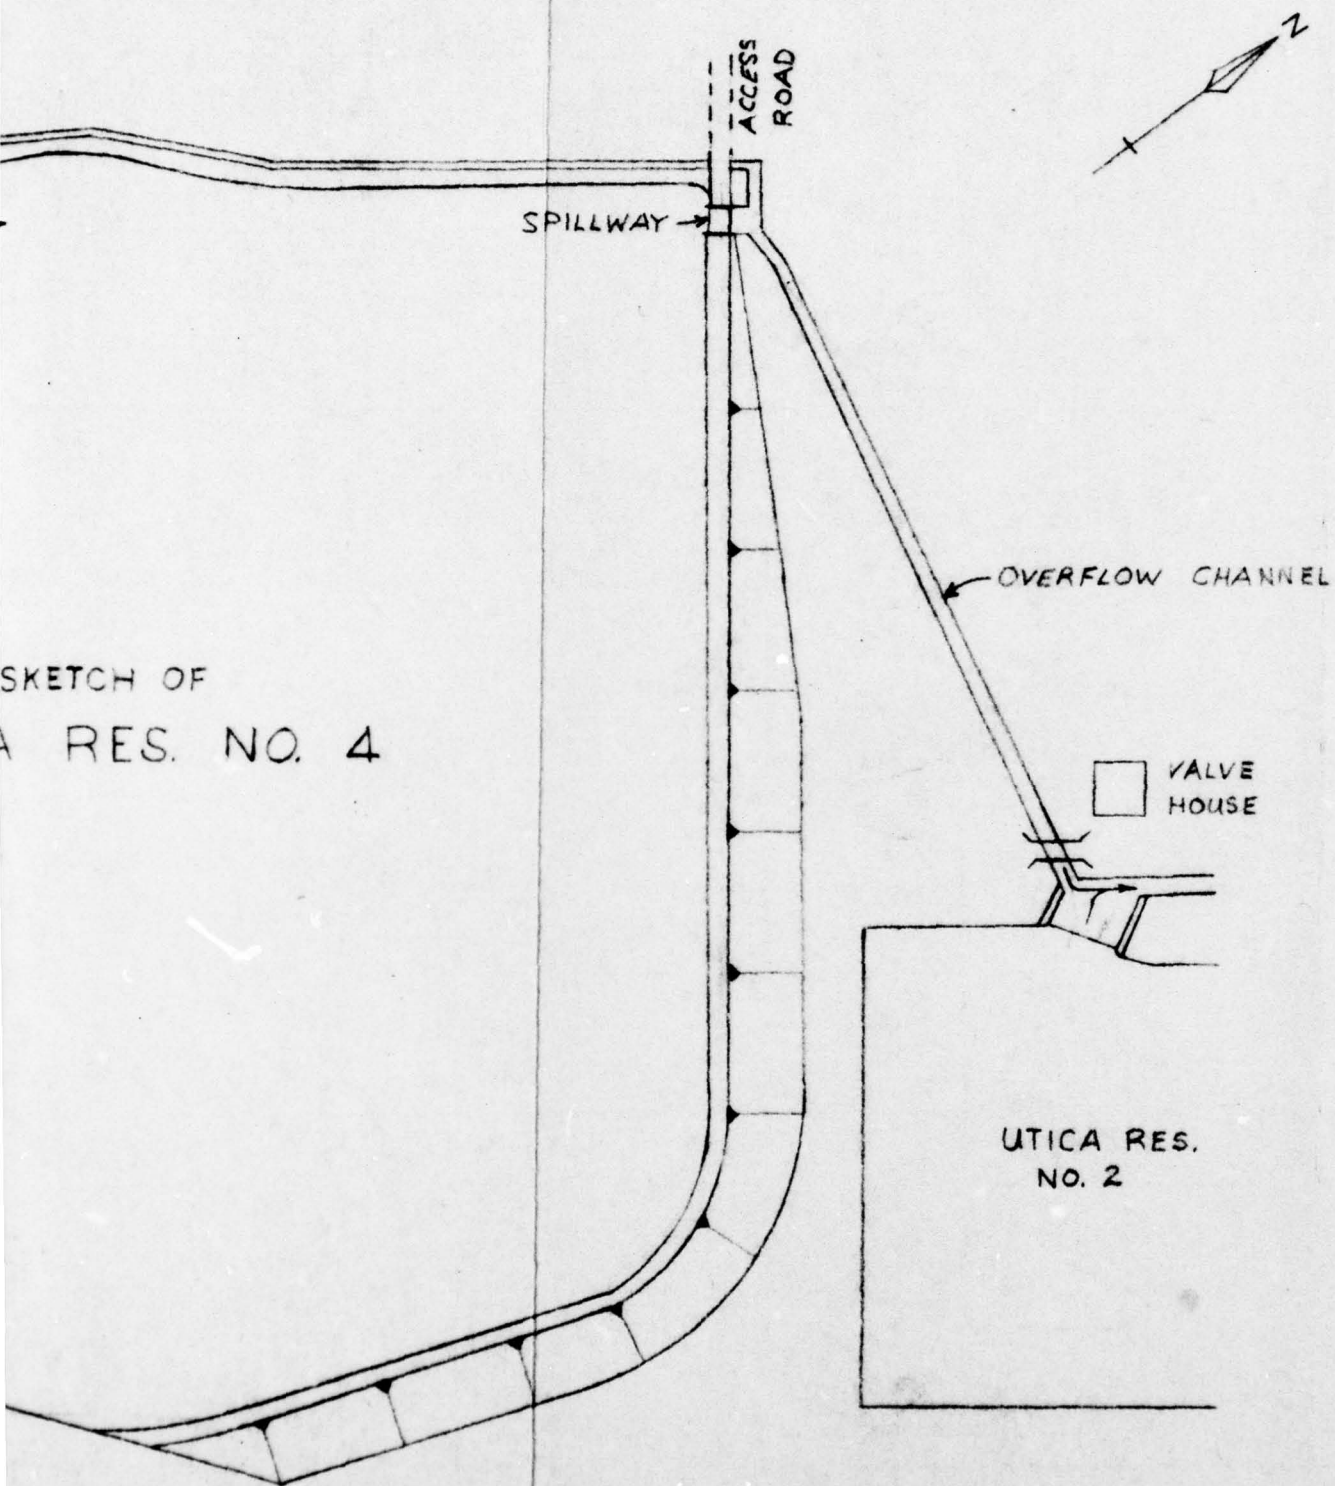 N
ACCESS
ROAD
SPILLWAY
OVERFLOW CHANNEL
SKETCH OF
A RES. NO. 4
VALVE
HOUSE
UTICA RES.
NO. 2